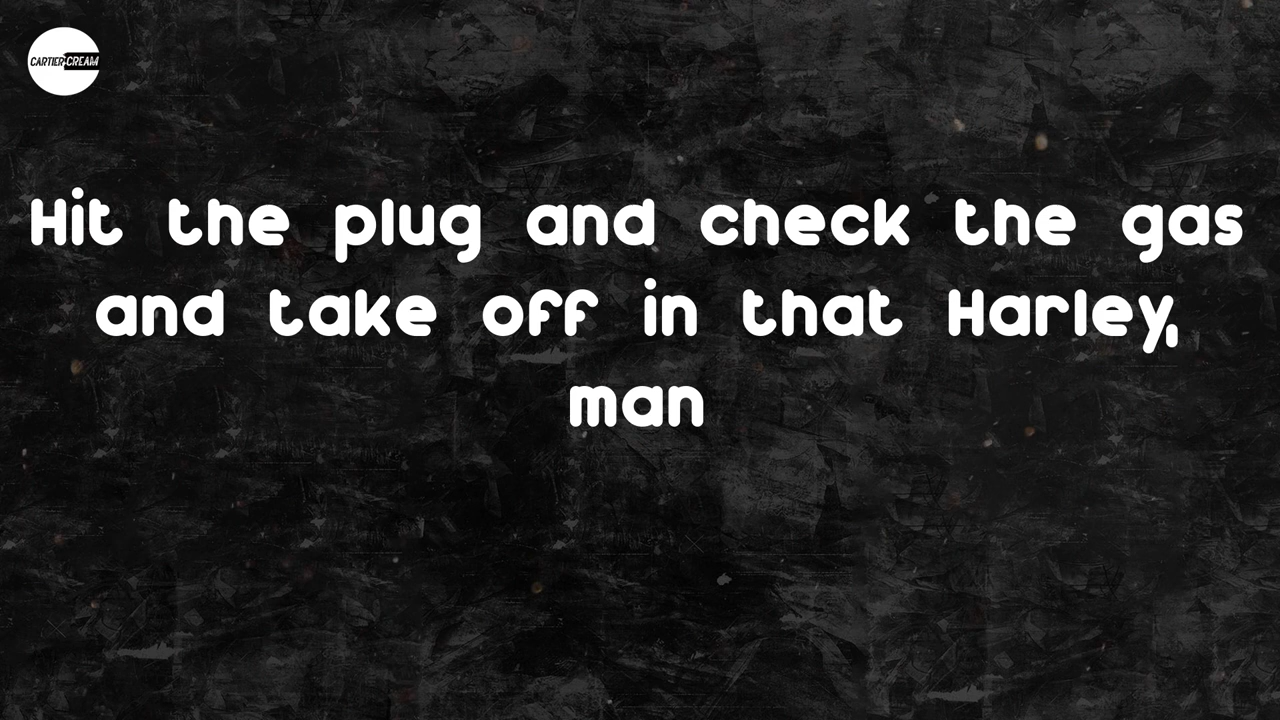 CARTIER CREAM
Hit the plug and check the gas
and take off in that Harley,
man